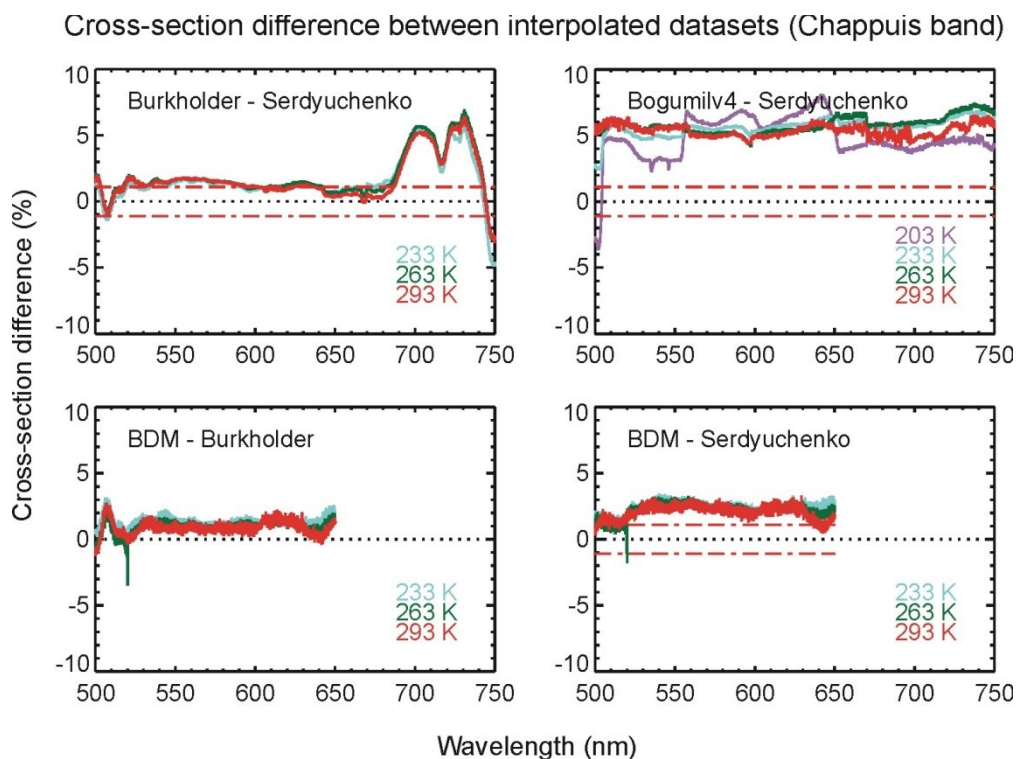 Cross-section difference between interpolated datasets (Chappuis band)
Cross-section difference (%)
10
5
0
-5
-10
Burkholder - Serdyuchenko
233 K
263 K
293 K
500 550 600 650 700 750
10
5
0
-5
-10
Bogumilv4 - Serdyuchenko
203 K
233 K
263 K
293 K
500 550 600 650 700 750
10
5
0
-5
-10
BDM - Burkholder
233 K
263 K
293 K
500 550 600 650 700 750
10
5
0
-5
-10
BDM - Serdyuchenko
233 K
263 K
293 K
500 550 600 650 700 750
Wavelength (nm)